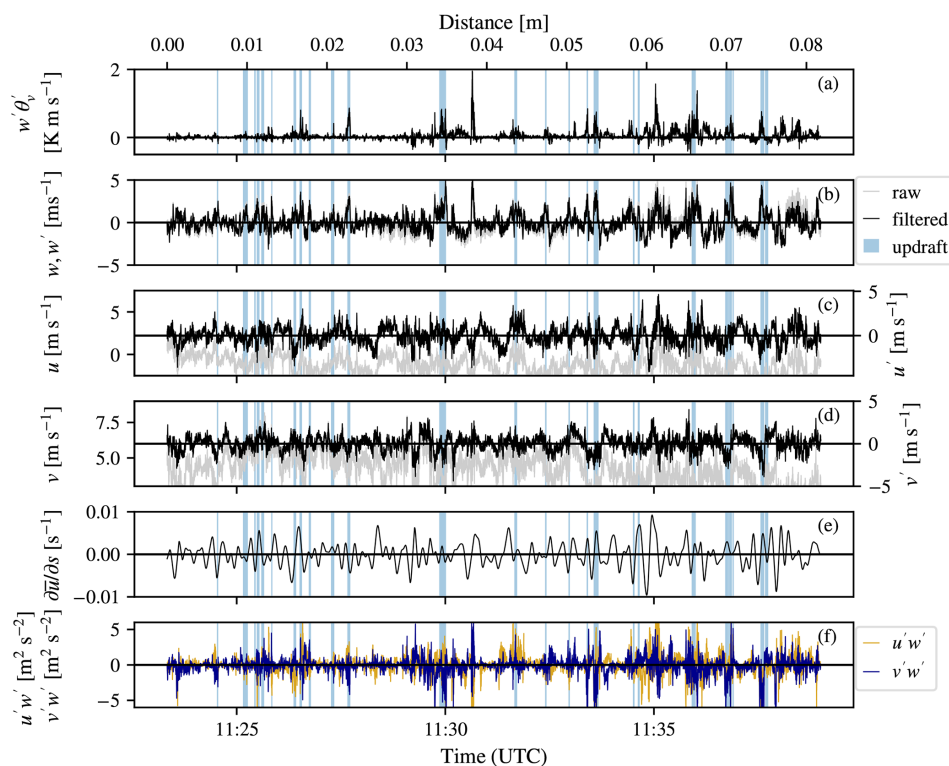 Distance [m]
0.00 0.01 0.02 0.03 0.04 0.05 0.06 0.07 0.08
w′θ′v
[K m s⁻¹]
2
0
(a)
w, w′ [ms⁻¹]
5
0
−5
(b)
raw
filtered
updraft
u [m s⁻¹]
5
0
(c)
5
0
u′ [m s⁻¹]
v [m s⁻¹]
7.5
5.0
(d)
5
0
−5
v′ [m s⁻¹]
∂u̅/∂s [s⁻¹]
0.01
0.00
−0.01
(e)
u′w′ [m² s⁻²]
v′w′ [m² s⁻²]
5
0
−5
(f)
u′w′
v′w′
11:25 11:30 11:35
Time (UTC)